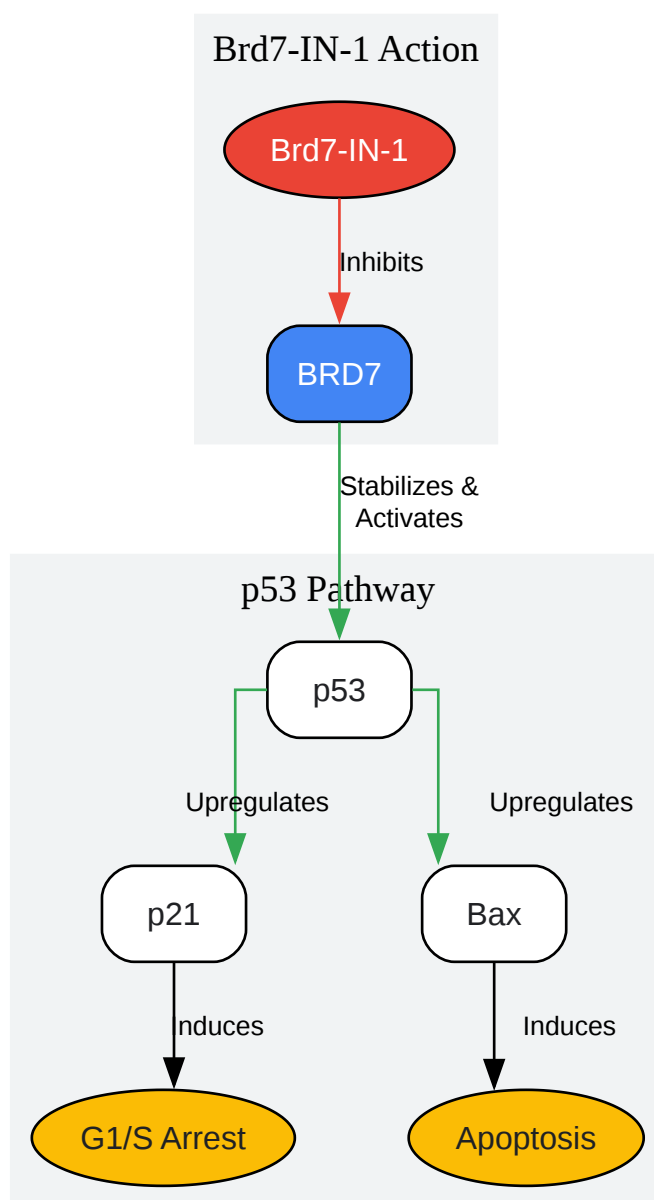 Brd7-IN-1 Action
Brd7-IN-1
Inhibits
BRD7
Stabilizes &
Activates
p53 Pathway
p53
Upregulates
Upregulates
p21
Bax
Induces
Induces
G1/S Arrest
Apoptosis